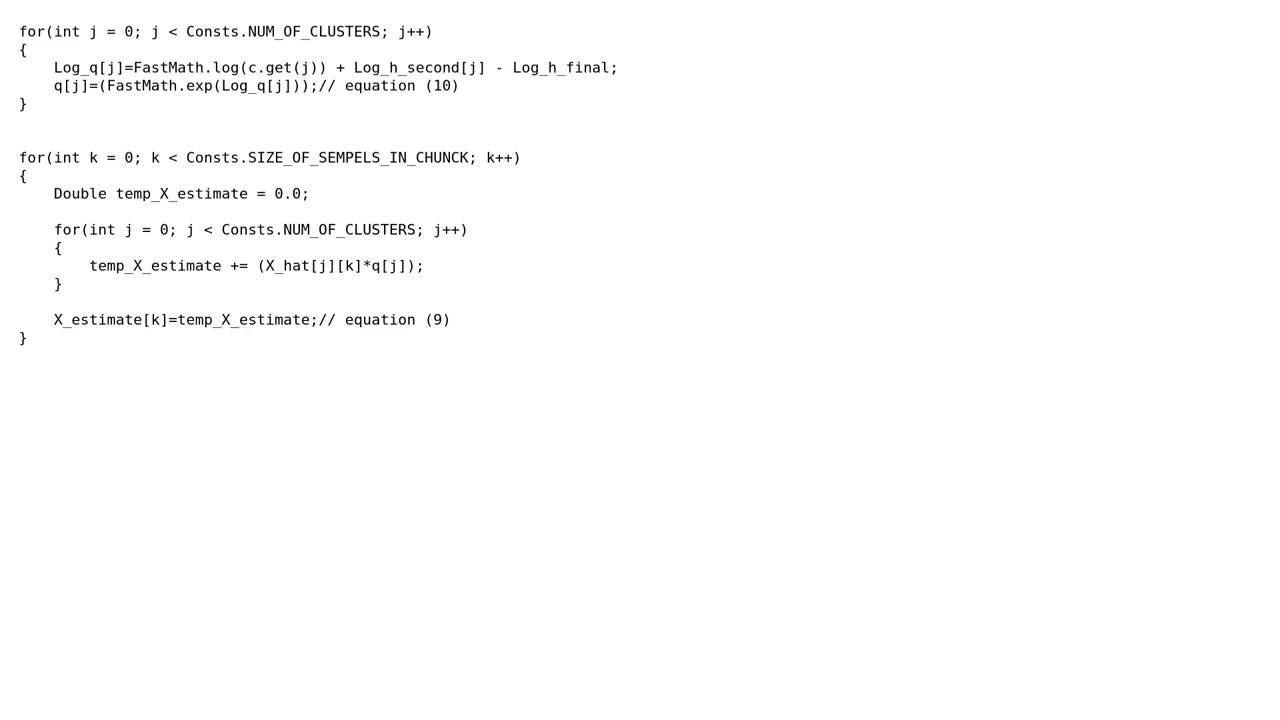 for(int j = 0; j < Consts.NUM_OF_CLUSTERS; j++)
{
    Log_q[j]=FastMath.log(c.get(j)) + Log_h_second[j] - Log_h_final;
    q[j]=(FastMath.exp(Log_q[j]));// equation (10)
}
for(int k = 0; k < Consts.SIZE_OF_SEMPELS_IN_CHUNCK; k++)
{
    Double temp_X_estimate = 0.0;
    for(int j = 0; j < Consts.NUM_OF_CLUSTERS; j++)
    {
        temp_X_estimate += (X_hat[j][k]*q[j]);
    }
    X_estimate[k]=temp_X_estimate;// equation (9)
}